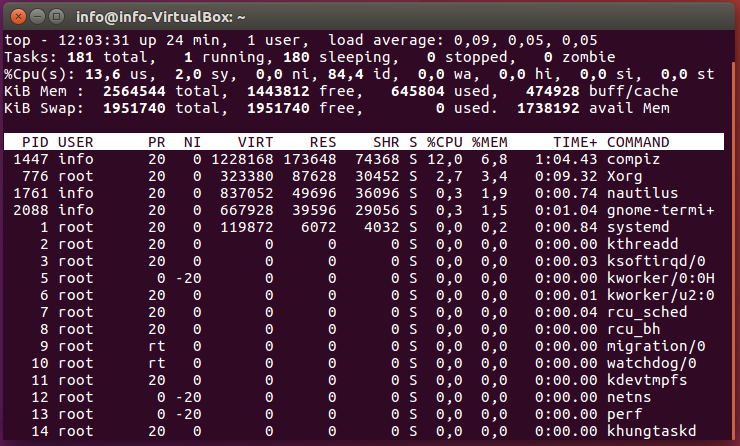 info@info-VirtualBox: ~
top - 12:03:31 up 24 min,  1 user,  load average: 0,09, 0,05, 0,05
Tasks: 181 total,   1 running, 180 sleeping,   0 stopped,   0 zombie
%Cpu(s): 13,6 us,  2,0 sy,  0,0 ni, 84,4 id,  0,0 wa,  0,0 hi,  0,0 si,  0,0 st
KiB Mem :  2564544 total,  1443812 free,   645804 used,   474928 buff/cache
KiB Swap:  1951740 total,  1951740 free,        0 used.  1738192 avail Mem
  PID USER      PR  NI    VIRT    RES    SHR S %CPU %MEM     TIME+ COMMAND
 1447 info      20   0 1228168 173648  74368 S 12,0  6,8   1:04.43 compiz
  776 root      20   0  323380  87628  30452 S  2,7  3,4   0:09.32 Xorg
 1761 info      20   0  837052  49696  36096 S  0,3  1,9   0:00.74 nautilus
 2088 info      20   0  667928  39596  29056 S  0,3  1,5   0:01.04 gnome-termi+
    1 root      20   0  119872   6072   4032 S  0,0  0,2   0:00.84 systemd
    2 root      20   0       0      0      0 S  0,0  0,0   0:00.00 kthreadd
    3 root      20   0       0      0      0 S  0,0  0,0   0:00.03 ksoftirqd/0
    5 root       0 -20       0      0      0 S  0,0  0,0   0:00.00 kworker/0:0H
    6 root      20   0       0      0      0 S  0,0  0,0   0:00.01 kworker/u2:0
    7 root      20   0       0      0      0 S  0,0  0,0   0:00.04 rcu_sched
    8 root      20   0       0      0      0 S  0,0  0,0   0:00.00 rcu_bh
    9 root      rt   0       0      0      0 S  0,0  0,0   0:00.00 migration/0
   10 root      rt   0       0      0      0 S  0,0  0,0   0:00.00 watchdog/0
   11 root      20   0       0      0      0 S  0,0  0,0   0:00.00 kdevtmpfs
   12 root       0 -20       0      0      0 S  0,0  0,0   0:00.00 netns
   13 root       0 -20       0      0      0 S  0,0  0,0   0:00.00 perf
   14 root      20   0       0      0      0 S  0,0  0,0   0:00.00 khungtaskd